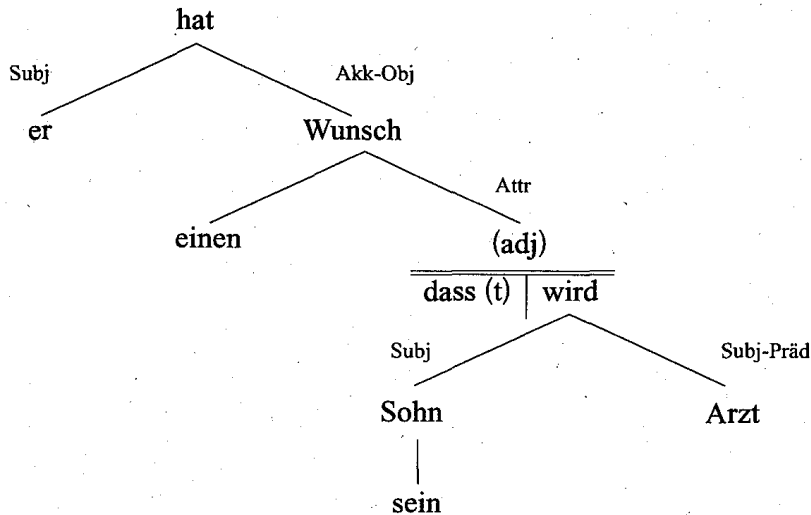 hat
Subj Akk-Obj
er Wunsch
Attr
einen (adj)
dass (t) wird
Subj Subj-Präd
Sohn Arzt
sein